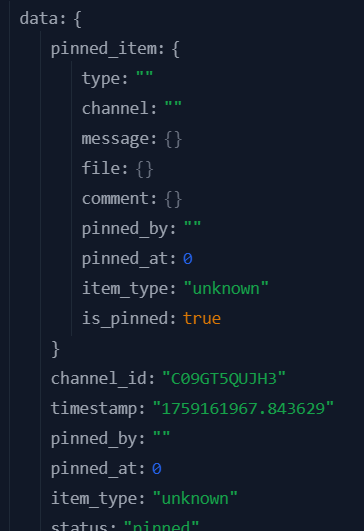 data:{
pinned_item:{
type:""
channel:""
message:{}
file:{}
comment:{}
pinned_by:""
pinned_at:0
item_type:"unknown"
is_pinned:true
}
channel_id:"C09GT5QUJH3"
timestamp:"1759161967.843629"
pinned_by:""
pinned_at:0
item_type:"unknown"
status:"pinned"